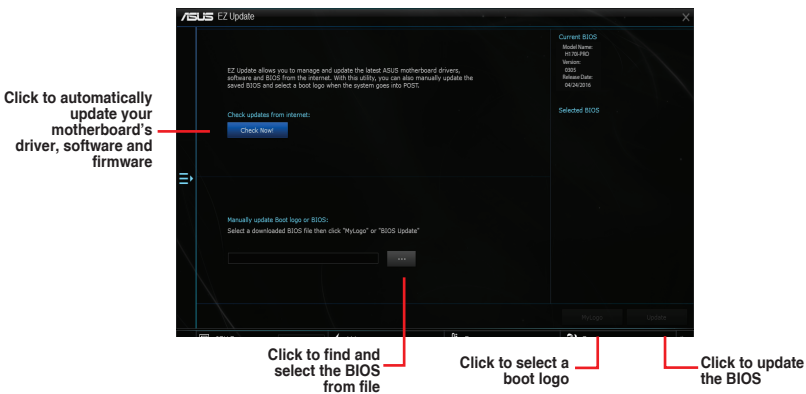 ASUS EZ Update
X
Current BIOS
Model Name:
H170I-PRO
Version:
0305
Release Date:
04/24/2016
Selected BIOS
EZ Update allows you to manage and update the latest ASUS motherboard drivers,
software and BIOS from the internet. With this utility, you can also manually update the
saved BIOS and select a boot logo when the system goes into POST.
Check updates from internet:
Check Now!
Click to automatically
update your
motherboard's
driver, software and
firmware
Manually update Boot logo or BIOS:
Select a downloaded BIOS file then click "MyLogo" or "BIOS Update"
...
MyLogo
Update
Click to find and
select the BIOS
from file
Click to select a
boot logo
Click to update
the BIOS